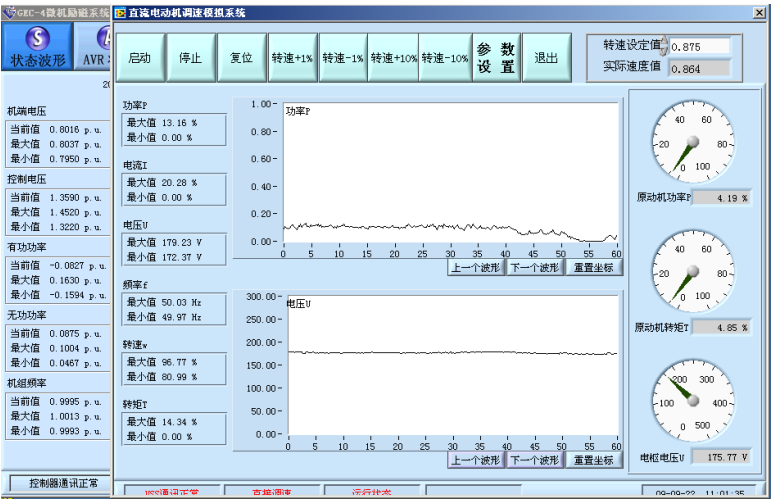 GEC-4微机励磁系统
直流电动机调速模拟系统
状态波形
AVR
启动
停止
复位
转速+1%
转速-1%
转速+10%
转速-10%
参 数
设 置
退出
转速设定值 0.875
实际速度值 0.864
20
机端电压
当前值 0.8016 p.u.
最大值 0.8037 p.u.
最小值 0.7950 p.u.
控制电压
当前值 1.3590 p.u.
最大值 1.4520 p.u.
最小值 1.3220 p.u.
有功功率
当前值 -0.0827 p.u.
最大值 0.1630 p.u.
最小值 -0.1594 p.u.
无功功率
当前值 0.0875 p.u.
最大值 0.1004 p.u.
最小值 0.0467 p.u.
机组频率
当前值 0.9995 p.u.
最大值 1.0013 p.u.
最小值 0.9993 p.u.
控制器通讯正常
功率P
最大值 13.16 %
最小值 0.00 %
电流I
最大值 20.28 %
最小值 0.00 %
电压U
最大值 179.23 V
最小值 172.37 V
频率f
最大值 50.03 Hz
最小值 49.97 Hz
转速w
最大值 96.77 %
最小值 80.99 %
转矩T
最大值 14.34 %
最小值 0.00 %
功率P
1.00
0.80
0.60
0.40
0.20
0.00
0 5 10 15 20 25 30 35 40 45 50 55 60
上一个波形 下一个波形 重置坐标
电压U
300.00
250.00
200.00
150.00
100.00
50.00
0.00
0 5 10 15 20 25 30 35 40 45 50 55 60
上一个波形 下一个波形 重置坐标
40 60
20 80
0 100
原动机功率P 4.19 %
40 60
20 80
0 100
原动机转矩T 4.85 %
200 300
100 400
0 500
电枢电压U 175.77 V
直接调速
运行状态
09-09-22 11:01:35